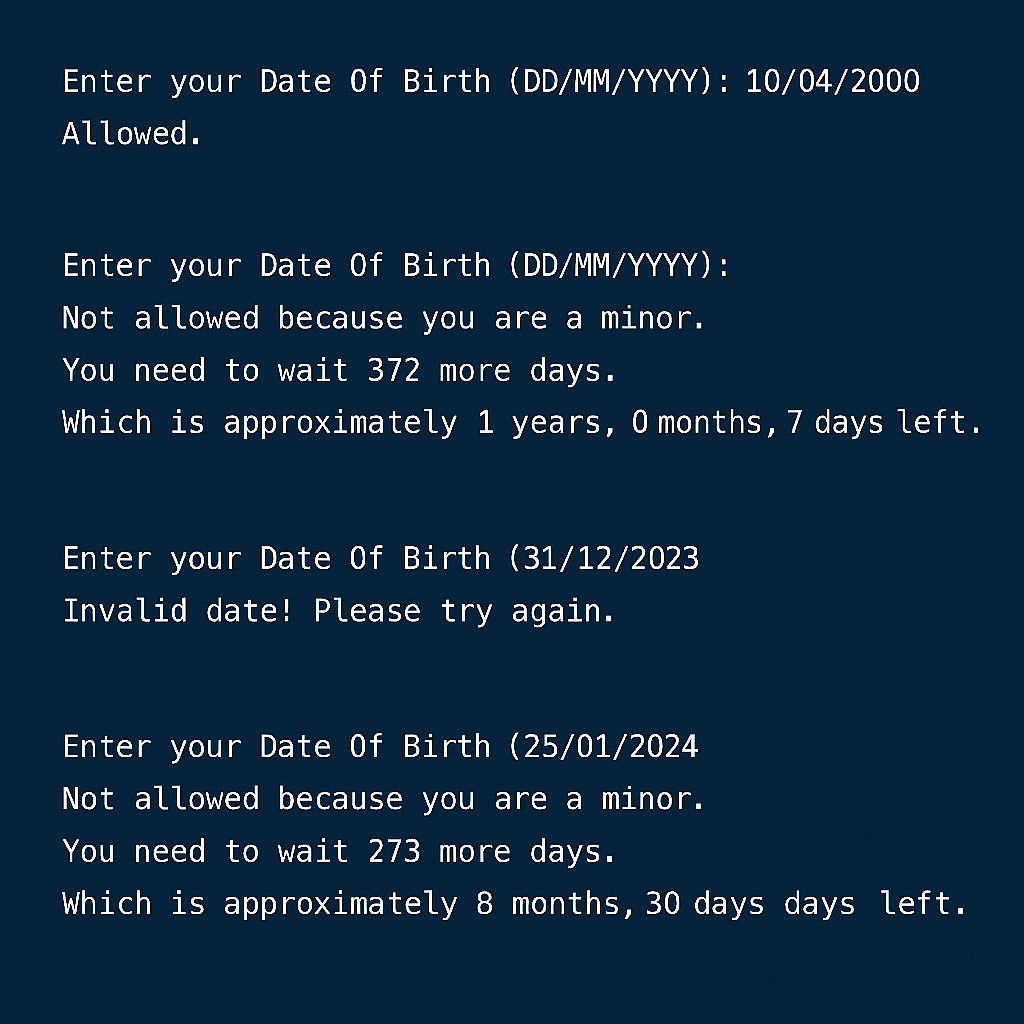 Enter your Date Of Birth (DD/MM/YYYY): 10/04/2000
Allowed.
Enter your Date Of Birth (DD/MM/YYYY):
Not allowed because you are a minor.
You need to wait 372 more days.
Which is approximately 1 years, 0 months, 7 days left.
Enter your Date Of Birth (31/12/2023
Invalid date! Please try again.
Enter your Date Of Birth (25/01/2024
Not allowed because you are a minor.
You need to wait 273 more days.
Which is approximately 8 months, 30 days days left.